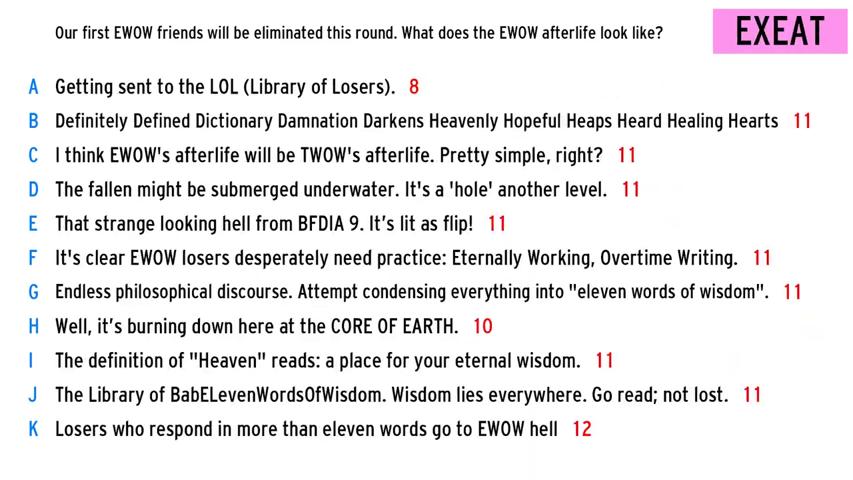 Our first EWOW friends will be eliminated this round. What does the EWOW afterlife look like?
EXEAT
A Getting sent to the LOL (Library of Losers). 8
B Definitely Defined Dictionary Damnation Darkens Heavenly Hopeful Heaps Heard Healing Hearts 11
C I think EWOW's afterlife will be TWOW's afterlife. Pretty simple, right? 11
D The fallen might be submerged underwater. It's a 'hole' another level. 11
E That strange looking hell from BFDIA 9. It’s lit as flip! 11
F It's clear EWOW losers desperately need practice: Eternally Working, Overtime Writing. 11
G Endless philosophical discourse. Attempt condensing everything into "eleven words of wisdom". 11
H Well, it’s burning down here at the CORE OF EARTH. 10
I The definition of "Heaven" reads: a place for your eternal wisdom. 11
J The Library of BabELevenWordsOfWisdom. Wisdom lies everywhere. Go read; not lost. 11
K Losers who respond in more than eleven words go to EWOW hell 12